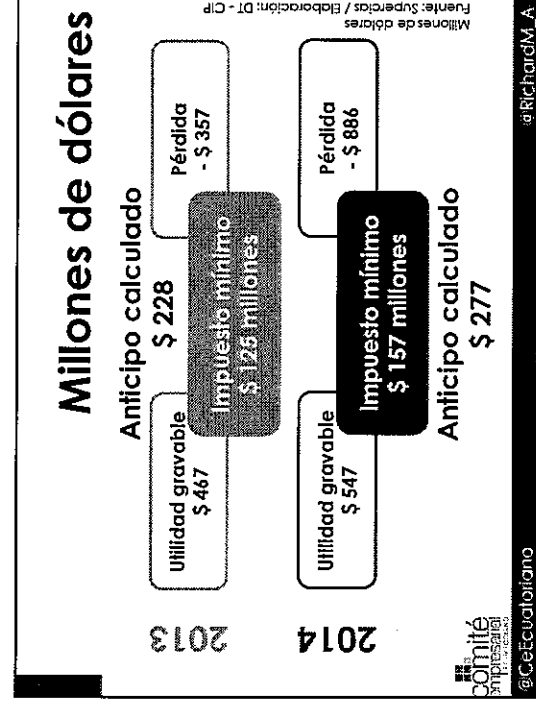 Millones de dólares
Anticipo calculado
$ 228
2013
Utilidad gravable
$ 467
Impuesto mínimo
$ 125 millones
Pérdida
- $ 357
2014
Utilidad gravable
$ 547
Impuesto mínimo
$ 157 millones
Pérdida
- $ 886
Anticipo calculado
$ 277
Millones de dólares
Fuente: Supercias / Elaboración: DT - CIP
comité
empresarial
@CeEcuatoriano
@RichardM_A